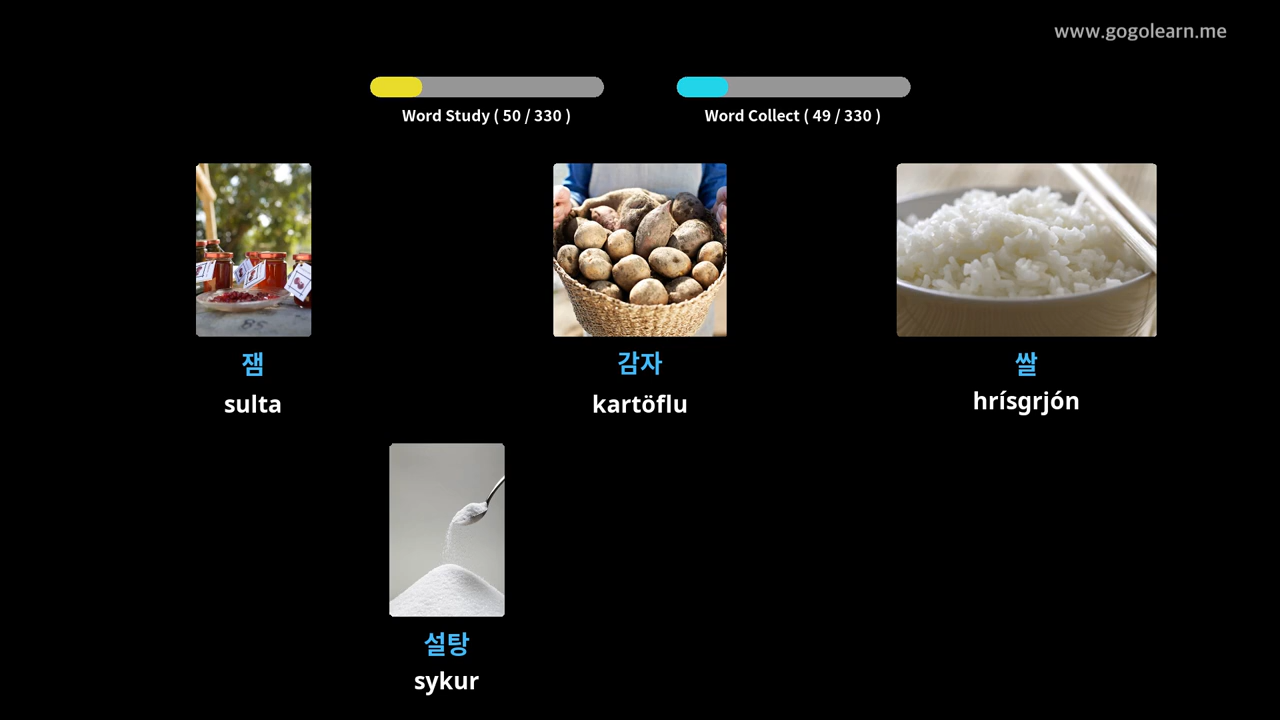 www.gogolearn.me
Word Study ( 50 / 330 )
Word Collect ( 49 / 330 )
잼
감자
쌀
sulta
kartöflu
hrísgrjón
설탕
sykur